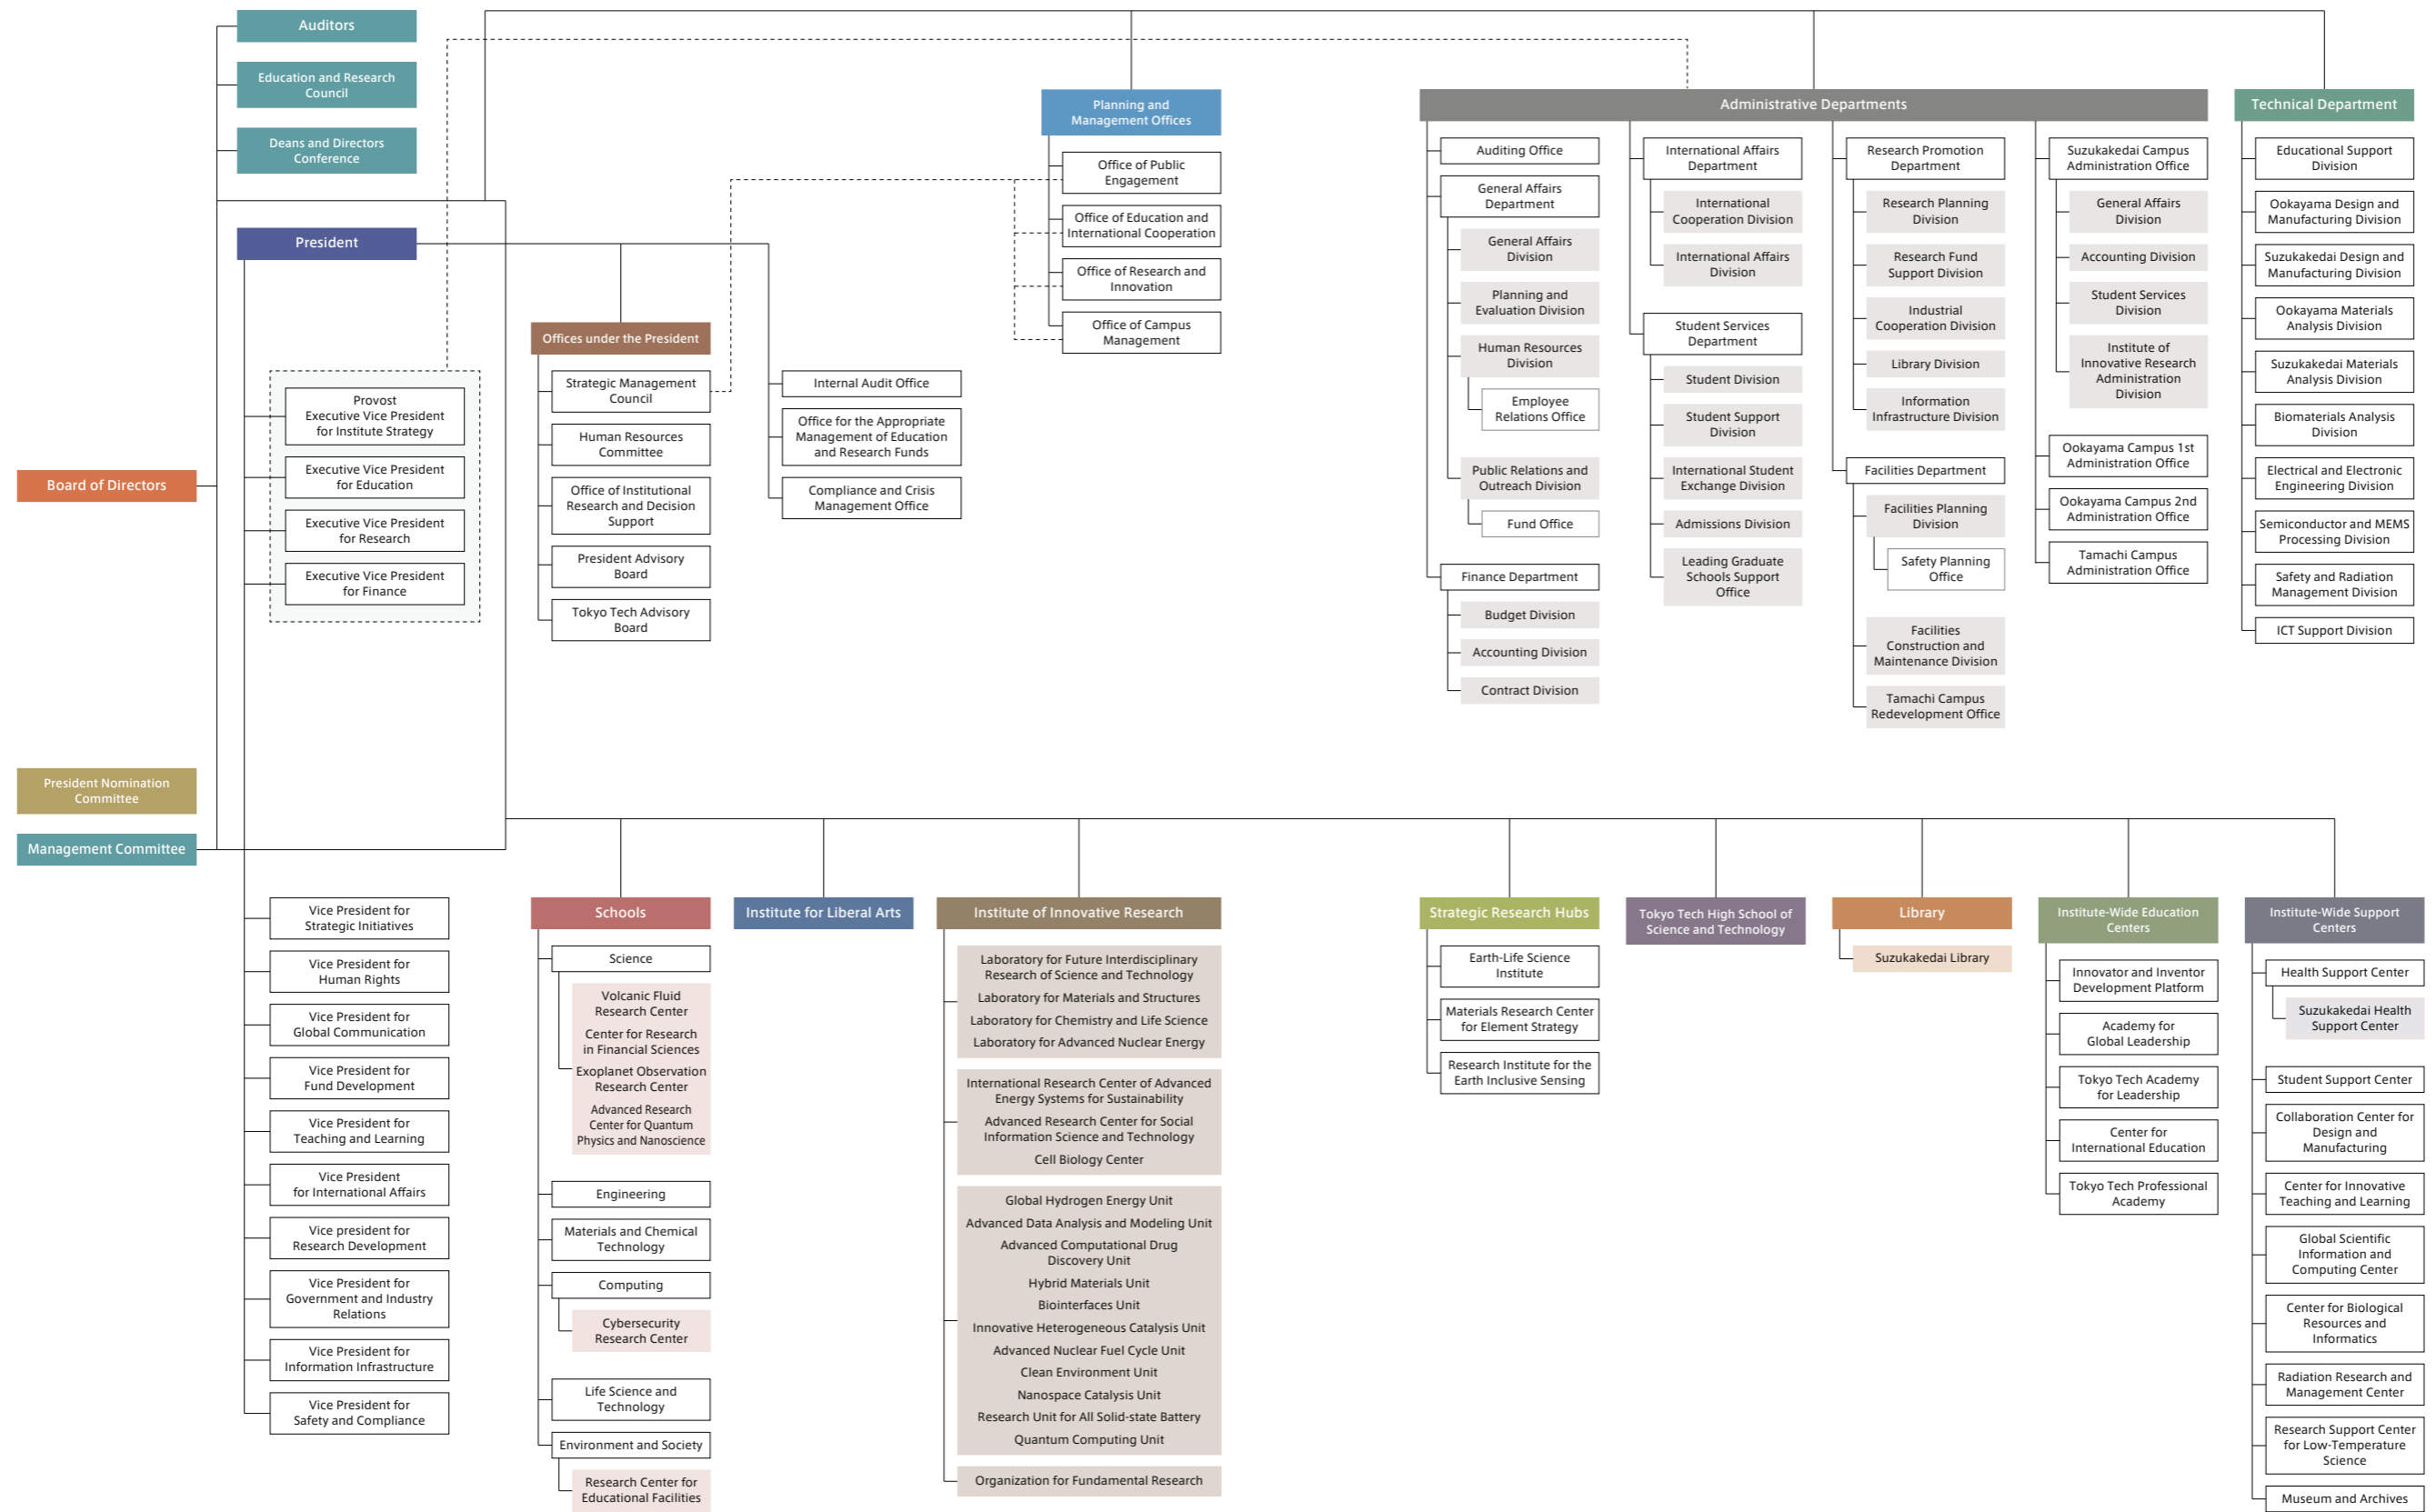 Auditors
Education and Research
Council
Deans and Directors
Conference
President
Board of Directors
President Nomination
Committee
Management Committee
Provost
Executive Vice President
for Institute Strategy
Executive Vice President
for Education
Executive Vice President
for Research
Executive Vice President
for Finance
Vice President for
Strategic Initiatives
Vice President for
Human Rights
Vice President for
Global Communication
Vice President for
Fund Development
Vice President for
Teaching and Learning
Vice President
for International Affairs
Vice president for
Research Development
Vice President for
Government and Industry
Relations
Vice President for
Information Infrastructure
Vice President for
Safety and Compliance
Offices under the President
Strategic Management
Council
Human Resources
Committee
Office of Institutional
Research and Decision
Support
President Advisory
Board
Tokyo Tech Advisory
Board
Internal Audit Office
Office for the Appropriate
Management of Education
and Research Funds
Compliance and Crisis
Management Office
Planning and
Management Offices
Office of Public
Engagement
Office of Education and
International Cooperation
Office of Research and
Innovation
Office of Campus
Management
Administrative Departments
Auditing Office
General Affairs
Department
General Affairs
Division
Planning and
Evaluation Division
Human Resources
Division
Employee
Relations Office
Public Relations and
Outreach Division
Fund Office
Finance Department
Budget Division
Accounting Division
Contract Division
International Affairs
Department
International
Cooperation Division
International Affairs
Division
Student Services
Department
Student Division
Student Support
Division
International Student
Exchange Division
Admissions Division
Leading Graduate
Schools Support
Office
Research Promotion
Department
Research Planning
Division
Research Fund
Support Division
Industrial
Cooperation Division
Library Division
Information
Infrastructure Division
Facilities Department
Facilities Planning
Division
Safety Planning
Office
Facilities
Construction and
Maintenance Division
Tamachi Campus
Redevelopment Office
Suzukakedai Campus
Administration Office
General Affairs
Division
Accounting Division
Student Services
Division
Institute of
Innovative Research
Administration
Division
Ookayama Campus 1st
Administration Office
Ookayama Campus 2nd
Administration Office
Tamachi Campus
Administration Office
Technical Department
Educational Support
Division
Ookayama Design and
Manufacturing Division
Suzukakedai Design and
Manufacturing Division
Ookayama Materials
Analysis Division
Suzukakedai Materials
Analysis Division
Biomaterials Analysis
Division
Electrical and Electronic
Engineering Division
Semiconductor and MEMS
Processing Division
Safety and Radiation
Management Division
ICT Support Division
Schools
Science
Volcanic Fluid
Research Center
Center for Research
in Financial Sciences
Exoplanet Observation
Research Center
Advanced Research
Center for Quantum
Physics and Nanoscience
Engineering
Materials and Chemical
Technology
Computing
Cybersecurity
Research Center
Life Science and
Technology
Environment and Society
Research Center for
Educational Facilities
Institute for Liberal Arts
Institute of Innovative Research
Laboratory for Future Interdisciplinary
Research of Science and Technology
Laboratory for Materials and Structures
Laboratory for Chemistry and Life Science
Laboratory for Advanced Nuclear Energy
International Research Center of Advanced
Energy Systems for Sustainability
Advanced Research Center for Social
Information Science and Technology
Cell Biology Center
Global Hydrogen Energy Unit
Advanced Data Analysis and Modeling Unit
Advanced Computational Drug
Discovery Unit
Hybrid Materials Unit
Biointerfaces Unit
Innovative Heterogeneous Catalysis Unit
Advanced Nuclear Fuel Cycle Unit
Clean Environment Unit
Nanospace Catalysis Unit
Research Unit for All Solid-state Battery
Quantum Computing Unit
Organization for Fundamental Research
Strategic Research Hubs
Earth-Life Science
Institute
Materials Research Center
for Element Strategy
Research Institute for the
Earth Inclusive Sensing
Tokyo Tech High School of
Science and Technology
Library
Suzukakedai Library
Institute-Wide Education
Centers
Innovator and Inventor
Development Platform
Academy for
Global Leadership
Tokyo Tech Academy
for Leadership
Center for
International Education
Tokyo Tech Professional
Academy
Institute-Wide Support
Centers
Health Support Center
Suzukakedai Health
Support Center
Student Support Center
Collaboration Center for
Design and
Manufacturing
Center for Innovative
Teaching and Learning
Global Scientific
Information and
Computing Center
Center for Biological
Resources and
Informatics
Radiation Research and
Management Center
Research Support Center
for Low-Temperature
Science
Museum and Archives